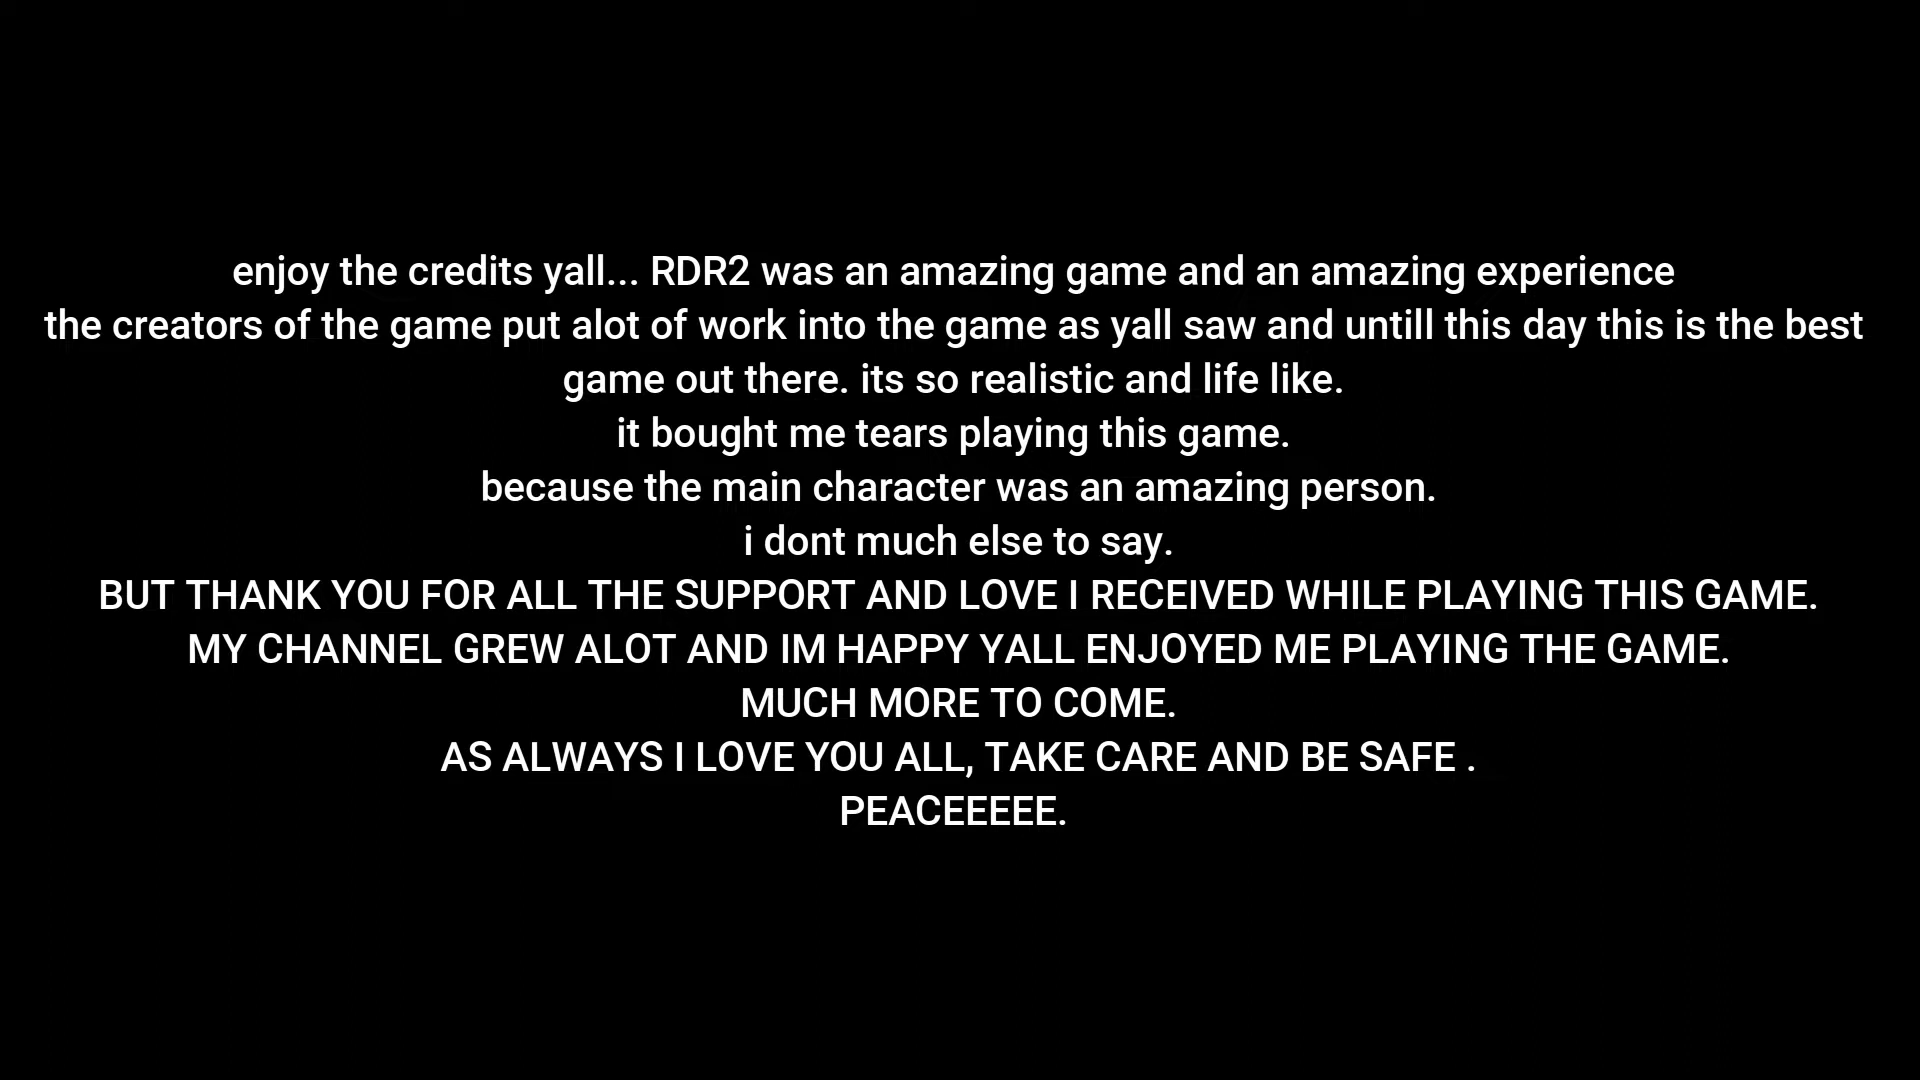 enjoy the credits yall... RDR2 was an amazing game and an amazing experience
the creators of the game put alot of work into the game as yall saw and untill this day this is the best
game out there. its so realistic and life like.
it bought me tears playing this game.
because the main character was an amazing person.
i dont much else to say.
BUT THANK YOU FOR ALL THE SUPPORT AND LOVE I RECEIVED WHILE PLAYING THIS GAME.
MY CHANNEL GREW ALOT AND IM HAPPY YALL ENJOYED ME PLAYING THE GAME.
MUCH MORE TO COME.
AS ALWAYS I LOVE YOU ALL, TAKE CARE AND BE SAFE .
PEACEEEEE.